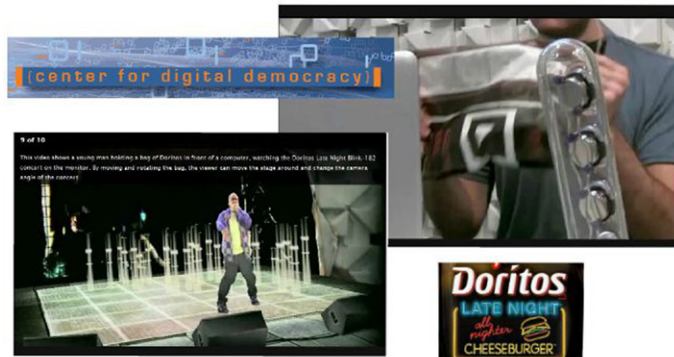 (center for digital democracy)
9 of 10
This video shows a young man holding a bag of Doritos in front of a computer, watching the Doritos Late Night Blink-182
concert on the monitor. By moving and rotating the bag, the viewer can move the stage around and change the camera
angle of the concert.
Doritos
LATE NIGHT
all
nighter
CHEESEBURGER